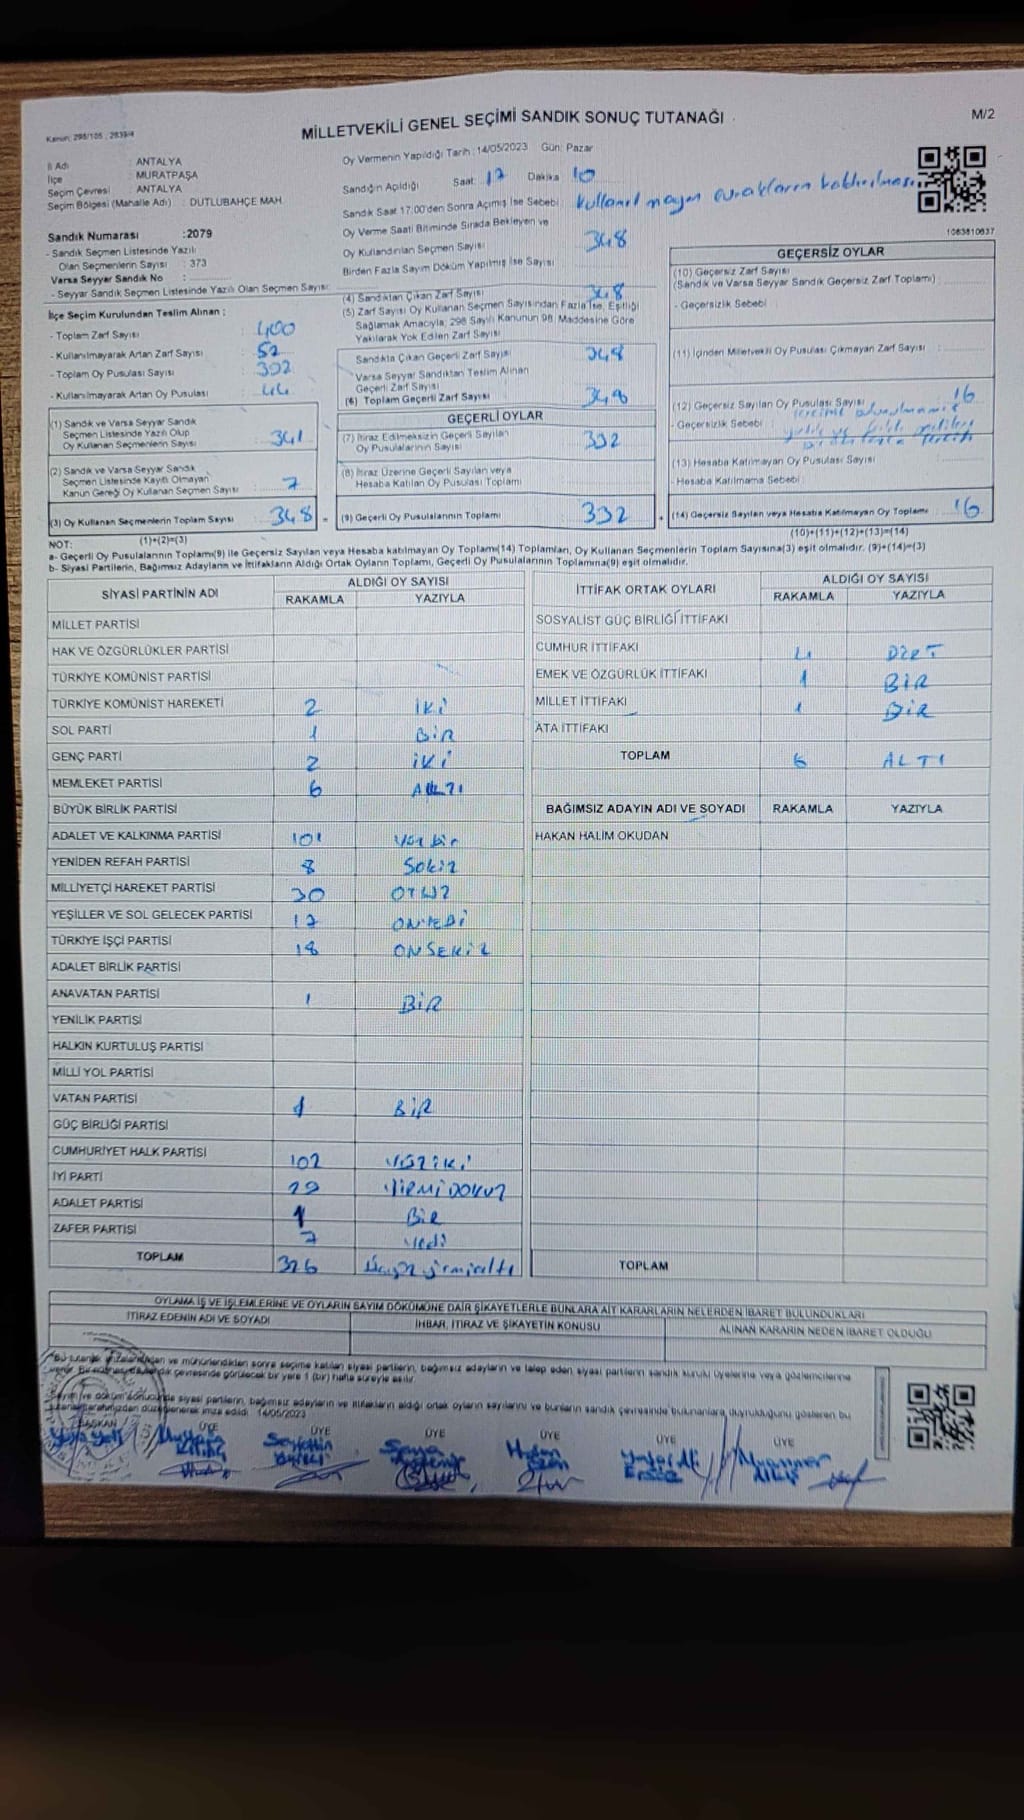 Kanun: 298/105, 2839/4
MİLLETVEKİLİ GENEL SEÇİMİ SANDIK SONUÇ TUTANAĞI
M/2
İl Adı : ANTALYA
İlçe : MURATPAŞA
Seçim Çevresi : ANTALYA
Seçim Bölgesi (Mahalle Adı) : DUTLUBAHÇE MAH
Sandık Numarası :2079
- Sandık Seçmen Listesinde Yazılı
Olan Seçmenlerin Sayısı : 373
Varsa Seyyar Sandık No :
- Seyyar Sandık Seçmen Listesinde Yazılı Olan Seçmen Sayısı:
İlçe Seçim Kurulundan Teslim Alınan ;
- Toplam Zarf Sayısı : 400
- Kullanılmayarak Artan Zarf Sayısı : 52
- Toplam Oy Pusulası Sayısı : 392
- Kullanılmayarak Artan Oy Pusulası : 44
(1) Sandık ve Varsa Seyyar Sandık
Seçmen Listesinde Yazılı Olup
Oy Kullanan Seçmenlerin Sayısı 341
(2) Sandık ve Varsa Seyyar Sandık
Seçmen Listesinde Kayıtlı Olmayan
Kanun Gereği Oy Kullanan Seçmen Sayısı 7
(3) Oy Kullanan Seçmenlerin Toplam Sayısı 348
(1)+(2)=(3)
Oy Vermenin Yapıldığı Tarih : 14/05/2023 Gün: Pazar
Sandığın Açıldığı Saat: 17 Dakika 10
Sandık Saat 17:00'den Sonra Açılmış İse Sebebi kullanılmayan evrakların kaldırılması
Oy Verme Saati Bitiminde Sırada Bekleyen ve
Oy Kullandırılan Seçmen Sayısı 348
Birden Fazla Sayım Döküm Yapılmış İse Sayısı
(4) Sandıktan Çıkan Zarf Sayısı 348
(5) Zarf Sayısı Oy Kullanan Seçmen Sayısından Fazla İse, Eşitliği
Sağlamak Amacıyla, 298 Sayılı Kanunun 98. Maddesine Göre
Yakılarak Yok Edilen Zarf Sayısı
Sandıkta Çıkan Geçerli Zarf Sayısı 348
Varsa Seyyar Sandıktan Teslim Alınan
Geçerli Zarf Sayısı
(6) Toplam Geçerli Zarf Sayısı 348
GEÇERLİ OYLAR
(7) İtiraz Edilmeksizin Geçerli Sayılan
Oy Pusulalarının Sayısı 332
(8) İtiraz Üzerine Geçerli Sayılan veya
Hesaba Katılan Oy Pusulası Toplamı
(9) Geçerli Oy Pusulalarının Toplamı 332
1063810637
GEÇERSİZ OYLAR
(10) Geçersiz Zarf Sayısı
(Sandık ve Varsa Seyyar Sandık Geçersiz Zarf Toplamı)
- Geçersizlik Sebebi
(11) İçinden Milletvekili Oy Pusulası Çıkmayan Zarf Sayısı
(12) Geçersiz Sayılan Oy Pusulası Sayısı 16
- Geçersizlik Sebebi :
(13) Hesaba Katılmayan Oy Pusulası Sayısı
- Hesaba Katılmama Sebebi
(14) Geçersiz Sayılan veya Hesaba Katılmayan Oy Toplamı 16
(10)+(11)+(12)+(13)=(14)
NOT:
a- Geçerli Oy Pusulalarının Toplamı(9) ile Geçersiz Sayılan veya Hesaba katılmayan Oy Toplamı(14) Toplamları, Oy Kullanan Seçmenlerin Toplam Sayısına(3) eşit olmalıdır. (9)+(14)=(3)
b- Siyasi Partilerin, Bağımsız Adayların ve İttifakların Aldığı Ortak Oyların Toplamı, Geçerli Oy Pusulalarının Toplamına(9) eşit olmalıdır.
SİYASİ PARTİNİN ADI
ALDIĞI OY SAYISI
RAKAMLA YAZIYLA
MİLLET PARTİSİ
HAK VE ÖZGÜRLÜKLER PARTİSİ
TÜRKİYE KOMÜNİST PARTİSİ
TÜRKİYE KOMÜNİST HAREKETİ 2 İKİ
SOL PARTİ 1 BİR
GENÇ PARTİ 2 İKİ
MEMLEKET PARTİSİ 6 ALTI
BÜYÜK BİRLİK PARTİSİ
ADALET VE KALKINMA PARTİSİ 101 Yüz bir
YENİDEN REFAH PARTİSİ 8 Sekiz
MİLLİYETÇİ HAREKET PARTİSİ 30 OTUZ
YEŞİLLER VE SOL GELECEK PARTİSİ 17 ONYEDİ
TÜRKİYE İŞÇİ PARTİSİ 18 ONSEKİZ
ADALET BİRLİK PARTİSİ
ANAVATAN PARTİSİ 1 BİR
YENİLİK PARTİSİ
HALKIN KURTULUŞ PARTİSİ
MİLLİ YOL PARTİSİ
VATAN PARTİSİ 1 BİR
GÜÇ BİRLİĞİ PARTİSİ
CUMHURİYET HALK PARTİSİ 102 YÜZİKİ
İYİ PARTİ 29 YİRMİDOKUZ
ADALET PARTİSİ 1 BİR
ZAFER PARTİSİ 7 Yedi
TOPLAM 326 Üçyüzyirmialtı
İTTİFAK ORTAK OYLARI
ALDIĞI OY SAYISI
RAKAMLA YAZIYLA
SOSYALİST GÜÇ BİRLİĞİ İTTİFAKI
CUMHUR İTTİFAKI 4 DÖRT
EMEK VE ÖZGÜRLÜK İTTİFAKI 1 BİR
MİLLET İTTİFAKI 1 BİR
ATA İTTİFAKI
TOPLAM 6 ALTI
BAĞIMSIZ ADAYIN ADI VE SOYADI RAKAMLA YAZIYLA
HAKAN HALİM OKUDAN
TOPLAM
OYLAMA İŞ VE İŞLEMLERİNE VE OYLARIN SAYIM DÖKÜMÜNE DAİR ŞİKAYETLERLE BUNLARA AİT KARARLARIN NELERDEN İBARET BULUNDUKLARI
İTİRAZ EDENİN ADI VE SOYADI
İHBAR, İTİRAZ VE ŞİKAYETİN KONUSU
ALINAN KARARIN NEDEN İBARET OLDUĞU
ve mühürlendikten sonra seçime katılan siyasi partilerin, bağımsız adayların ve talep eden siyasi partilerin sandık kurulu üyelerine veya gözlemcilerine
çevresinde görülecek bir yere 1 (bir) hafta süreyle asılır.
ve döküm sonucunda siyasi partilerin, bağımsız adayların ve ittifakların aldığı ortak oyların sayılarını ve bunların sandık çevresinde bulunanlara duyrulduğunu gösteren bu
tarafımızdan düzenlenerek imza edildi. 14/05/2023
BAŞKAN ÜYE ÜYE ÜYE ÜYE ÜYE ÜYE